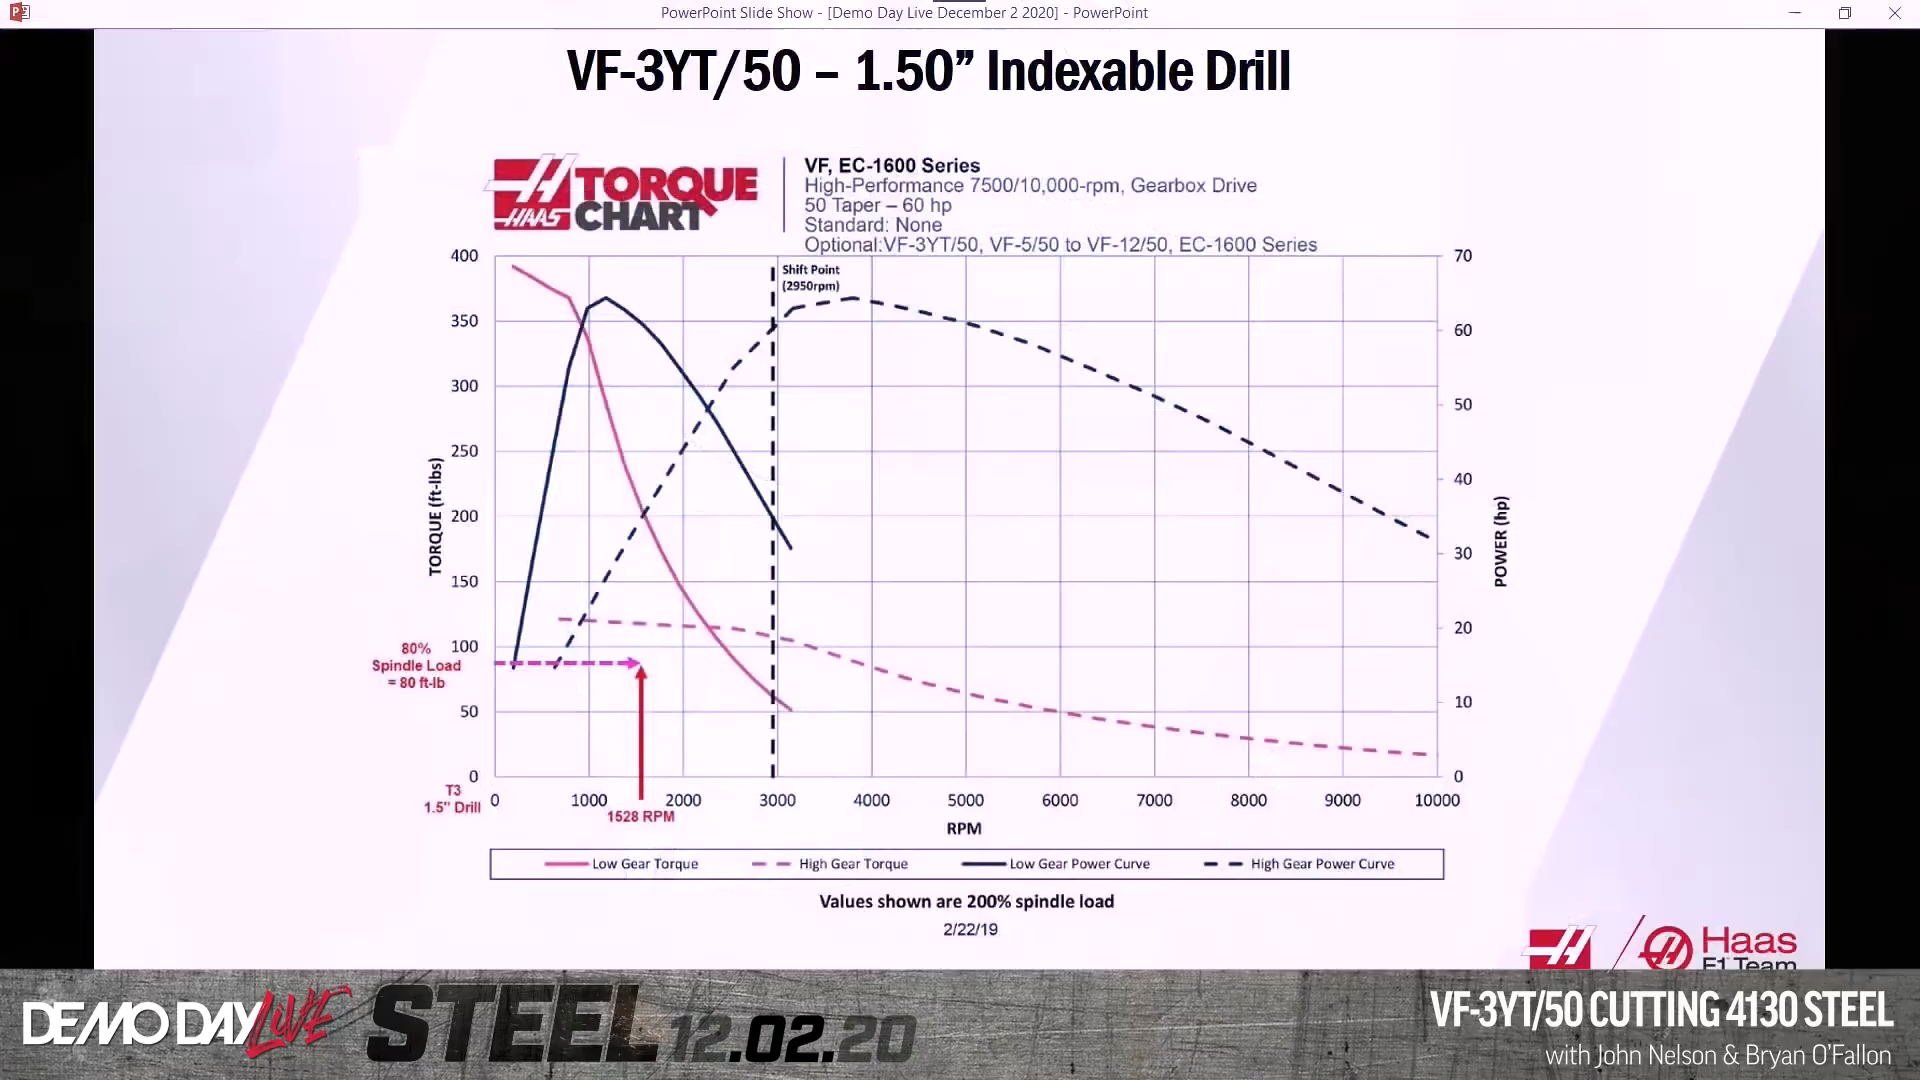 PowerPoint Slide Show - [Demo Day Live December 2 2020] - PowerPoint
VF-3YT/50 – 1.50” Indexable Drill
HAAS
TORQUE
CHART
VF, EC-1600 Series
High-Performance 7500/10,000-rpm, Gearbox Drive
50 Taper – 60 hp
Standard: None
Optional:VF-3YT/50, VF-5/50 to VF-12/50, EC-1600 Series
400
350
300
250
200
150
100
50
0
TORQUE (ft-lbs)
Shift Point
(2950rpm)
70
60
50
40
30
20
10
0
POWER (hp)
80%
Spindle Load
= 80 ft-lb
T3
1.5" Drill
0 1000 2000 3000 4000 5000 6000 7000 8000 9000 10000
1528 RPM
RPM
Low Gear Torque High Gear Torque Low Gear Power Curve High Gear Power Curve
Values shown are 200% spindle load
2/22/19
Haas
F1 Team
DEMO DAY LIVE STEEL 12.02.20
VF-3YT/50 CUTTING 4130 STEEL
with John Nelson & Bryan O’Fallon